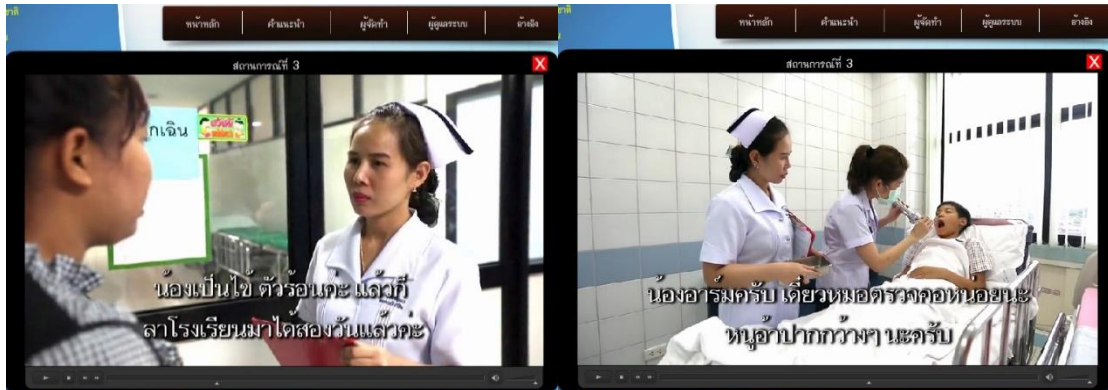 าติ
หน้าหลัก คำแนะนำ ผู้จัดทำ ผู้ดูแลระบบ อ้างอิง
สถานการณ์ที่ 3
X
กเฉิน
น้องเป็นไข้ ตัวร้อนค่ะ แล้วก็
ลาโรงเรียนมาได้สองวันแล้วค่ะ
าติ
หน้าหลัก คำแนะนำ ผู้จัดทำ ผู้ดูแลระบบ อ้างอิง
สถานการณ์ที่ 3
X
น้องอาร์มครับ เดี๋ยวหมอตรวจคอหน่อยนะ
หนูอ้าปากกว้างๆ นะครับ